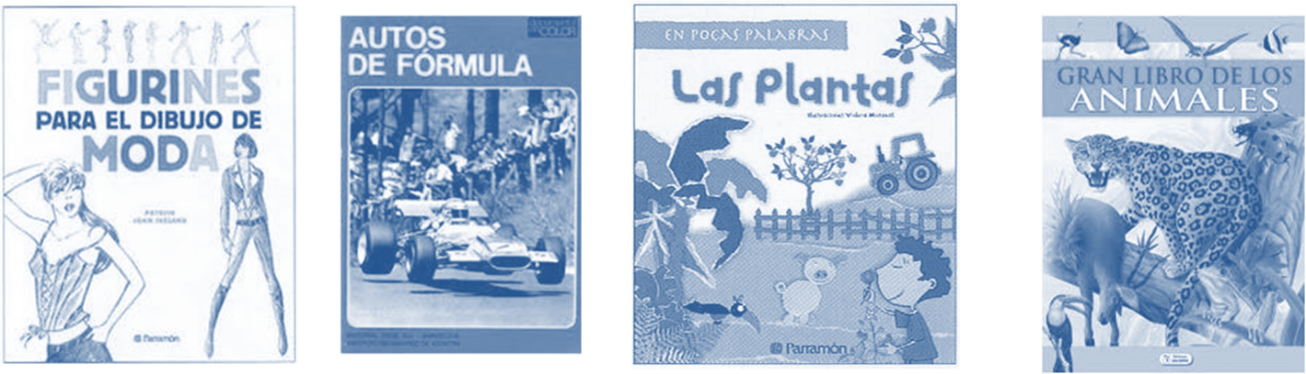 FIGURINES
PARA EL DIBUJO DE
MODA
Parramón
AUTOS
DE FÓRMULA
EN POCAS PALABRAS
Las Plantas
Parramón
GRAN LIBRO DE LOS
ANIMALES